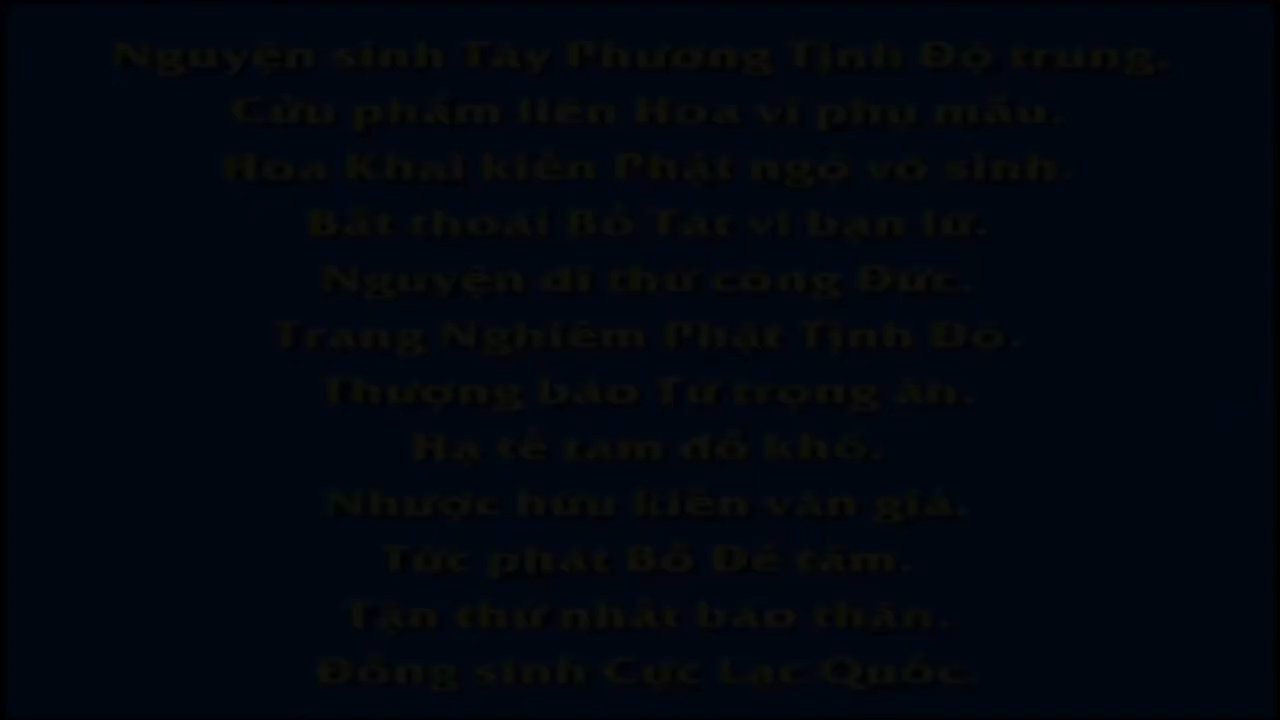 Nguyện sinh Tây Phương Tịnh Độ trung,
Cửu phẩm liên Hoa vi phụ mẫu,
Hoa Khai kiến Phật ngộ vô sinh.
Bất thoái Bồ Tát vi bạn lữ.
Nguyện dĩ thử công Đức.
Trang Nghiêm Phật Tịnh Độ.
Thượng báo Tứ trọng ân.
Hạ tế tam đồ khổ.
Nhược hữu kiến văn giả,
Tức phát Bồ Đề tâm.
Tận thử nhất báo thân.
Đồng sinh Cực Lạc Quốc.